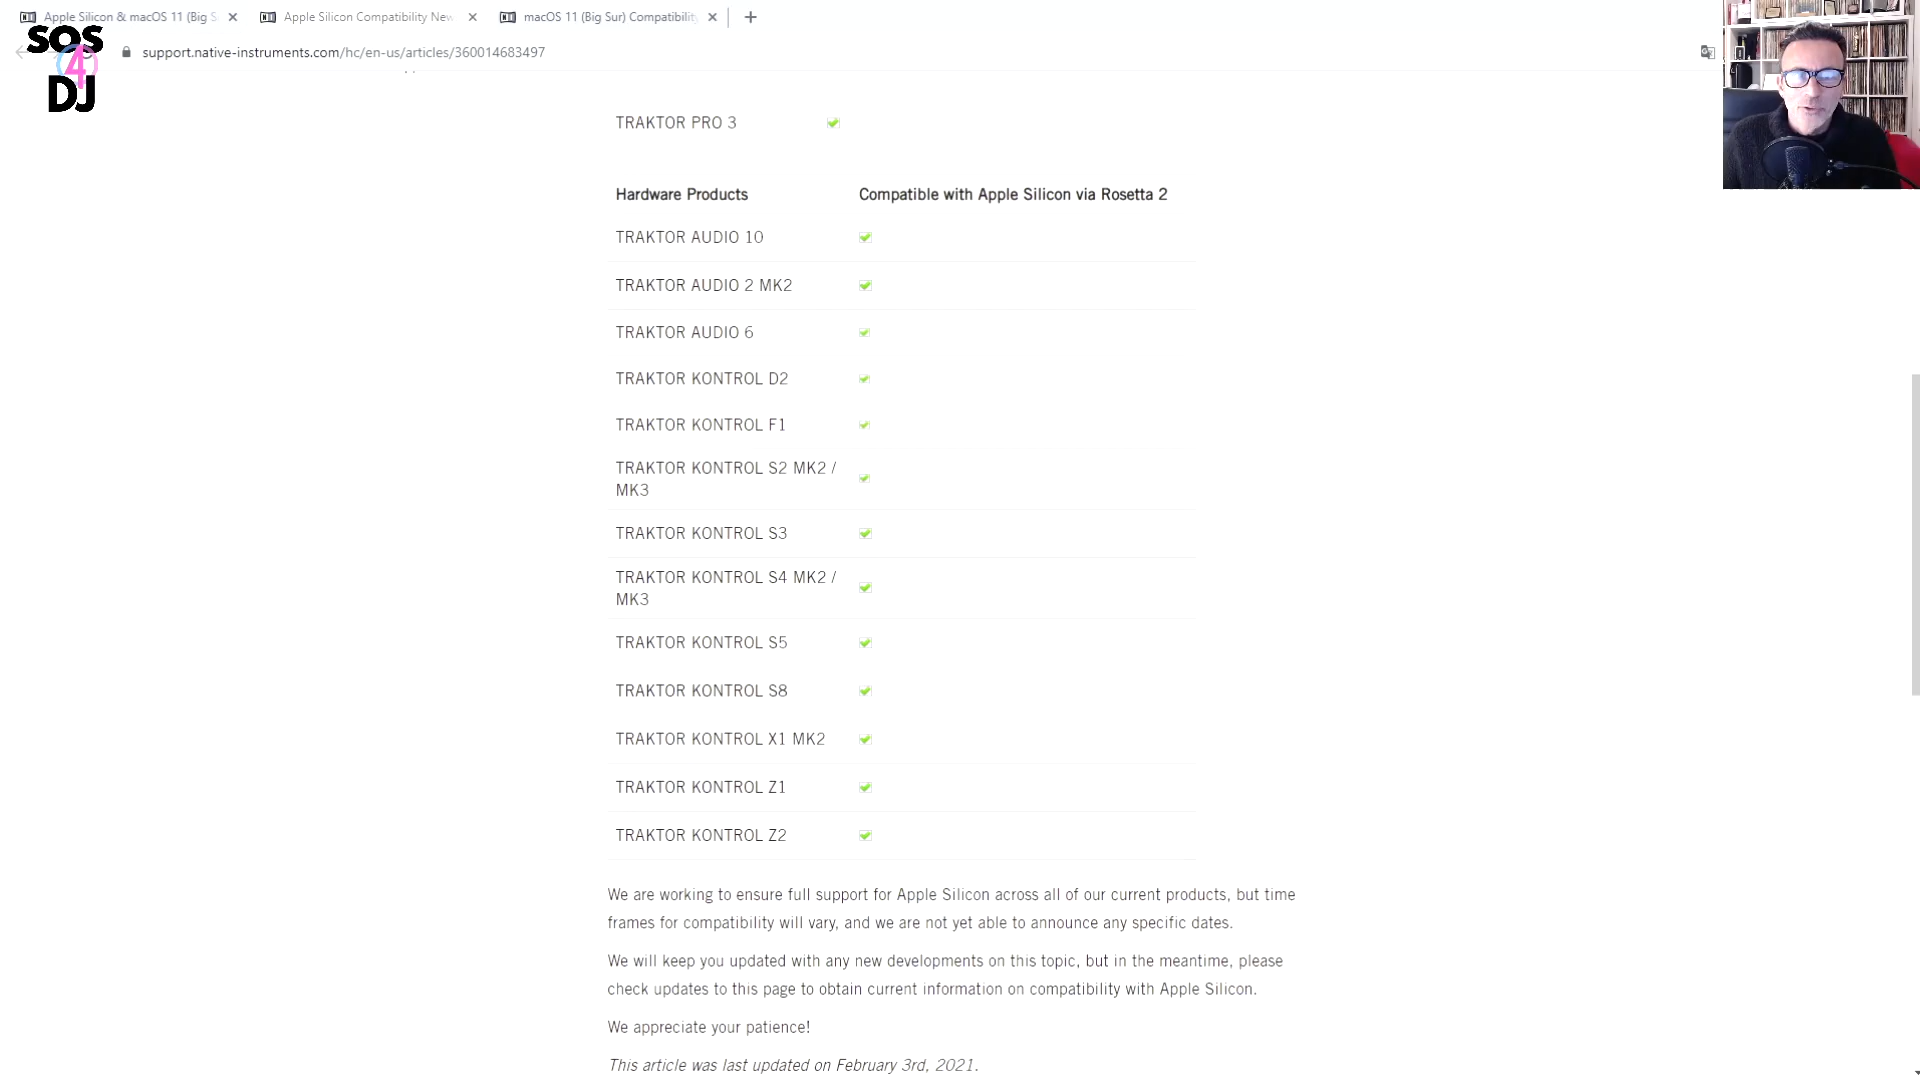 Apple Silicon & macOS 11 (Big S
Apple Silicon Compatibility New
macOS 11 (Big Sur) Compatibility
SOS
4
DJ
support.native-instruments.com/hc/en-us/articles/360014683497
TRAKTOR PRO 3
Hardware Products Compatible with Apple Silicon via Rosetta 2
TRAKTOR AUDIO 10
TRAKTOR AUDIO 2 MK2
TRAKTOR AUDIO 6
TRAKTOR KONTROL D2
TRAKTOR KONTROL F1
TRAKTOR KONTROL S2 MK2 /
MK3
TRAKTOR KONTROL S3
TRAKTOR KONTROL S4 MK2 /
MK3
TRAKTOR KONTROL S5
TRAKTOR KONTROL S8
TRAKTOR KONTROL X1 MK2
TRAKTOR KONTROL Z1
TRAKTOR KONTROL Z2
We are working to ensure full support for Apple Silicon across all of our current products, but time
frames for compatibility will vary, and we are not yet able to announce any specific dates.
We will keep you updated with any new developments on this topic, but in the meantime, please
check updates to this page to obtain current information on compatibility with Apple Silicon.
We appreciate your patience!
This article was last updated on February 3rd, 2021.